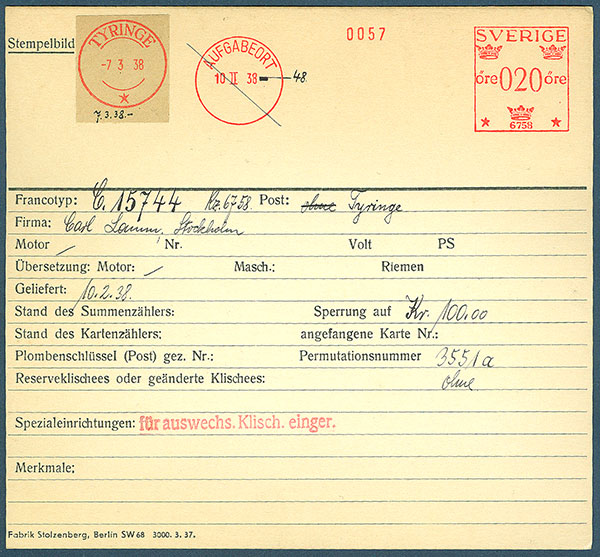 Stempelbild
TYRINGE
-7 3 38
7.3.38.-
AUFGABEORT
10 II 38 —48.
0057
SVERIGE
öre 020 öre
6758
Francotyp: C. 15744 Kz. 6758. Post: ohne Tyringe
Firma: Carl Lamm, Stockholm
Motor / Nr. Volt PS
Übersetzung: Motor: / Masch.: Riemen
Geliefert: 10.2.38.
Stand des Summenzählers: Sperrung auf Kr. 100.00
Stand des Kartenzählers: angefangene Karte Nr.:
Plombenschlüssel (Post) gez. Nr.: Permutationsnummer 3551a
Reserveklischees oder geänderte Klischees: ohne
Spezialeinrichtungen: für auswechs. Klisch. einger.
Merkmale:
Fabrik Stolzenberg, Berlin SW 68 3000. 3. 37.